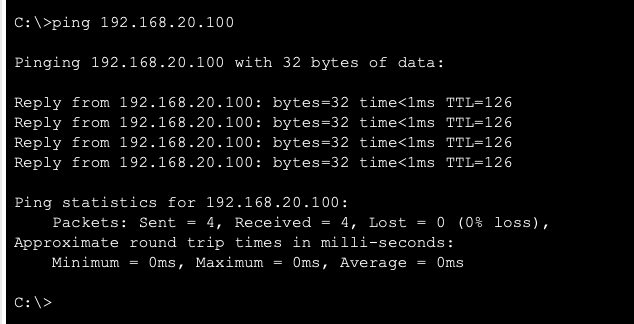 C:\>ping 192.168.20.100
Pinging 192.168.20.100 with 32 bytes of data:
Reply from 192.168.20.100: bytes=32 time<1ms TTL=126
Reply from 192.168.20.100: bytes=32 time<1ms TTL=126
Reply from 192.168.20.100: bytes=32 time<1ms TTL=126
Reply from 192.168.20.100: bytes=32 time<1ms TTL=126
Ping statistics for 192.168.20.100:
    Packets: Sent = 4, Received = 4, Lost = 0 (0% loss),
Approximate round trip times in milli-seconds:
    Minimum = 0ms, Maximum = 0ms, Average = 0ms
C:\>